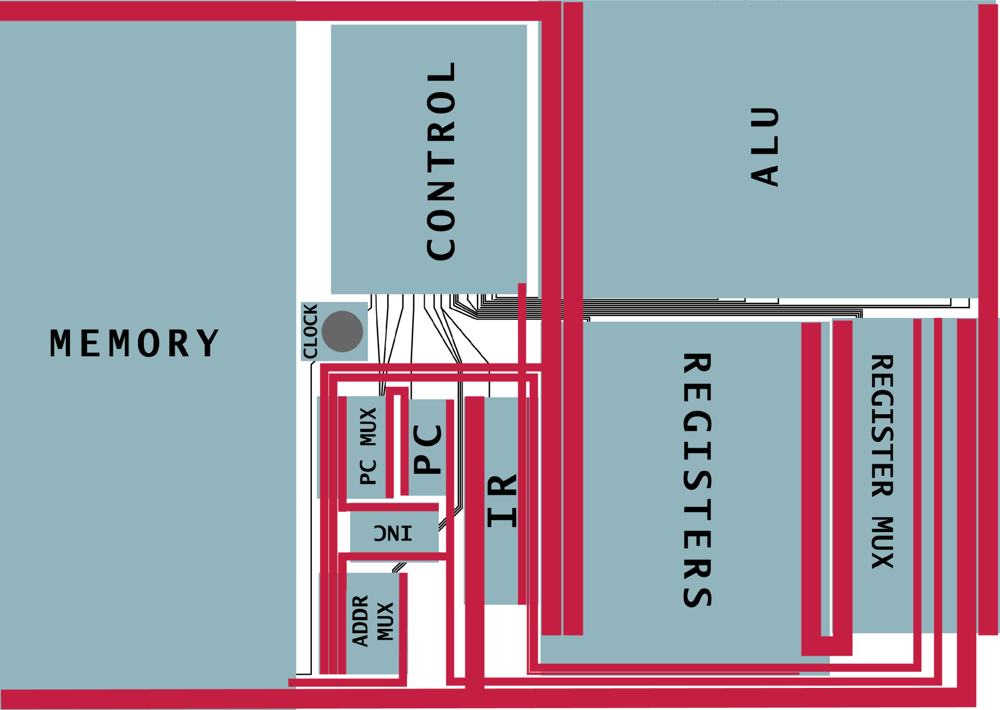 MEMORY
CONTROL
ALU
CLOCK
PC MUX
PC
INC
ADDR
MUX
IR
REGISTERS
REGISTER MUX